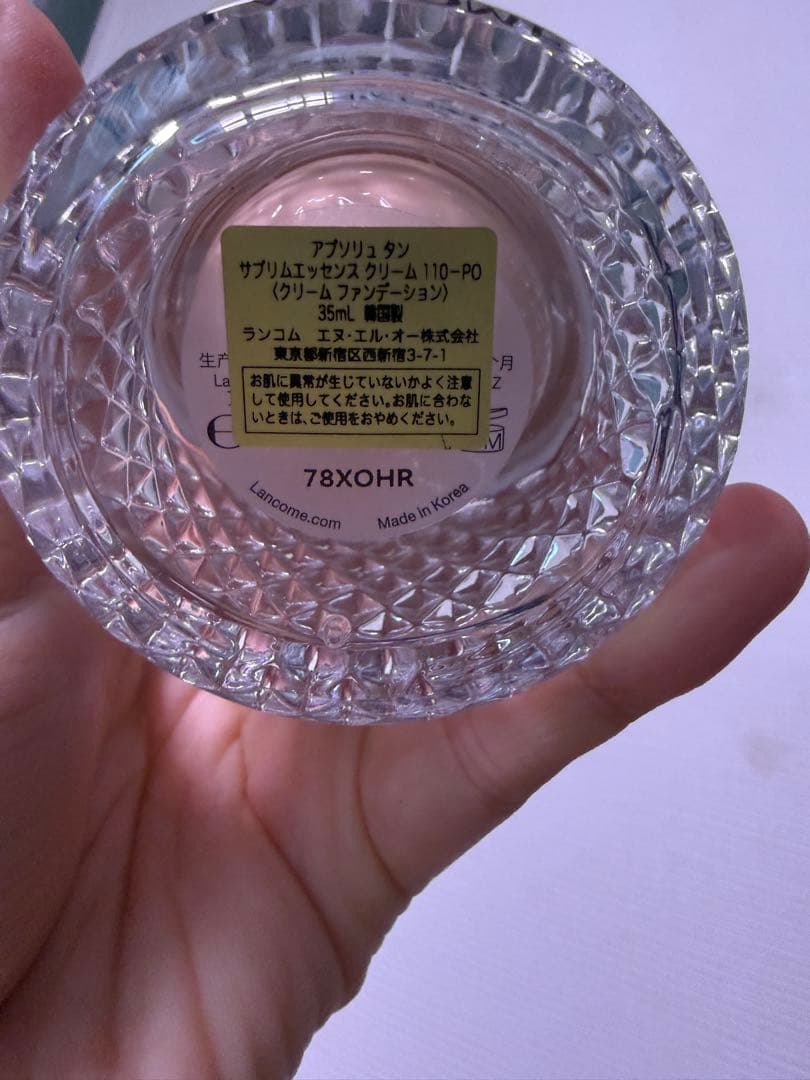 アプソリュ タン
サブリムエッセンス クリーム 110-PO
(クリーム ファンデーション)
35mL 韓国製
ランコム エヌ・エル・オー株式会社
東京都新宿区西新宿3-7-1
お肌に異常が生じていないかよく注意
して使用してください。お肌に合わな
いときは、ご使用をおやめください。
生产
个月
La
Z
M
78XOHR
Lancome.com Made in Korea